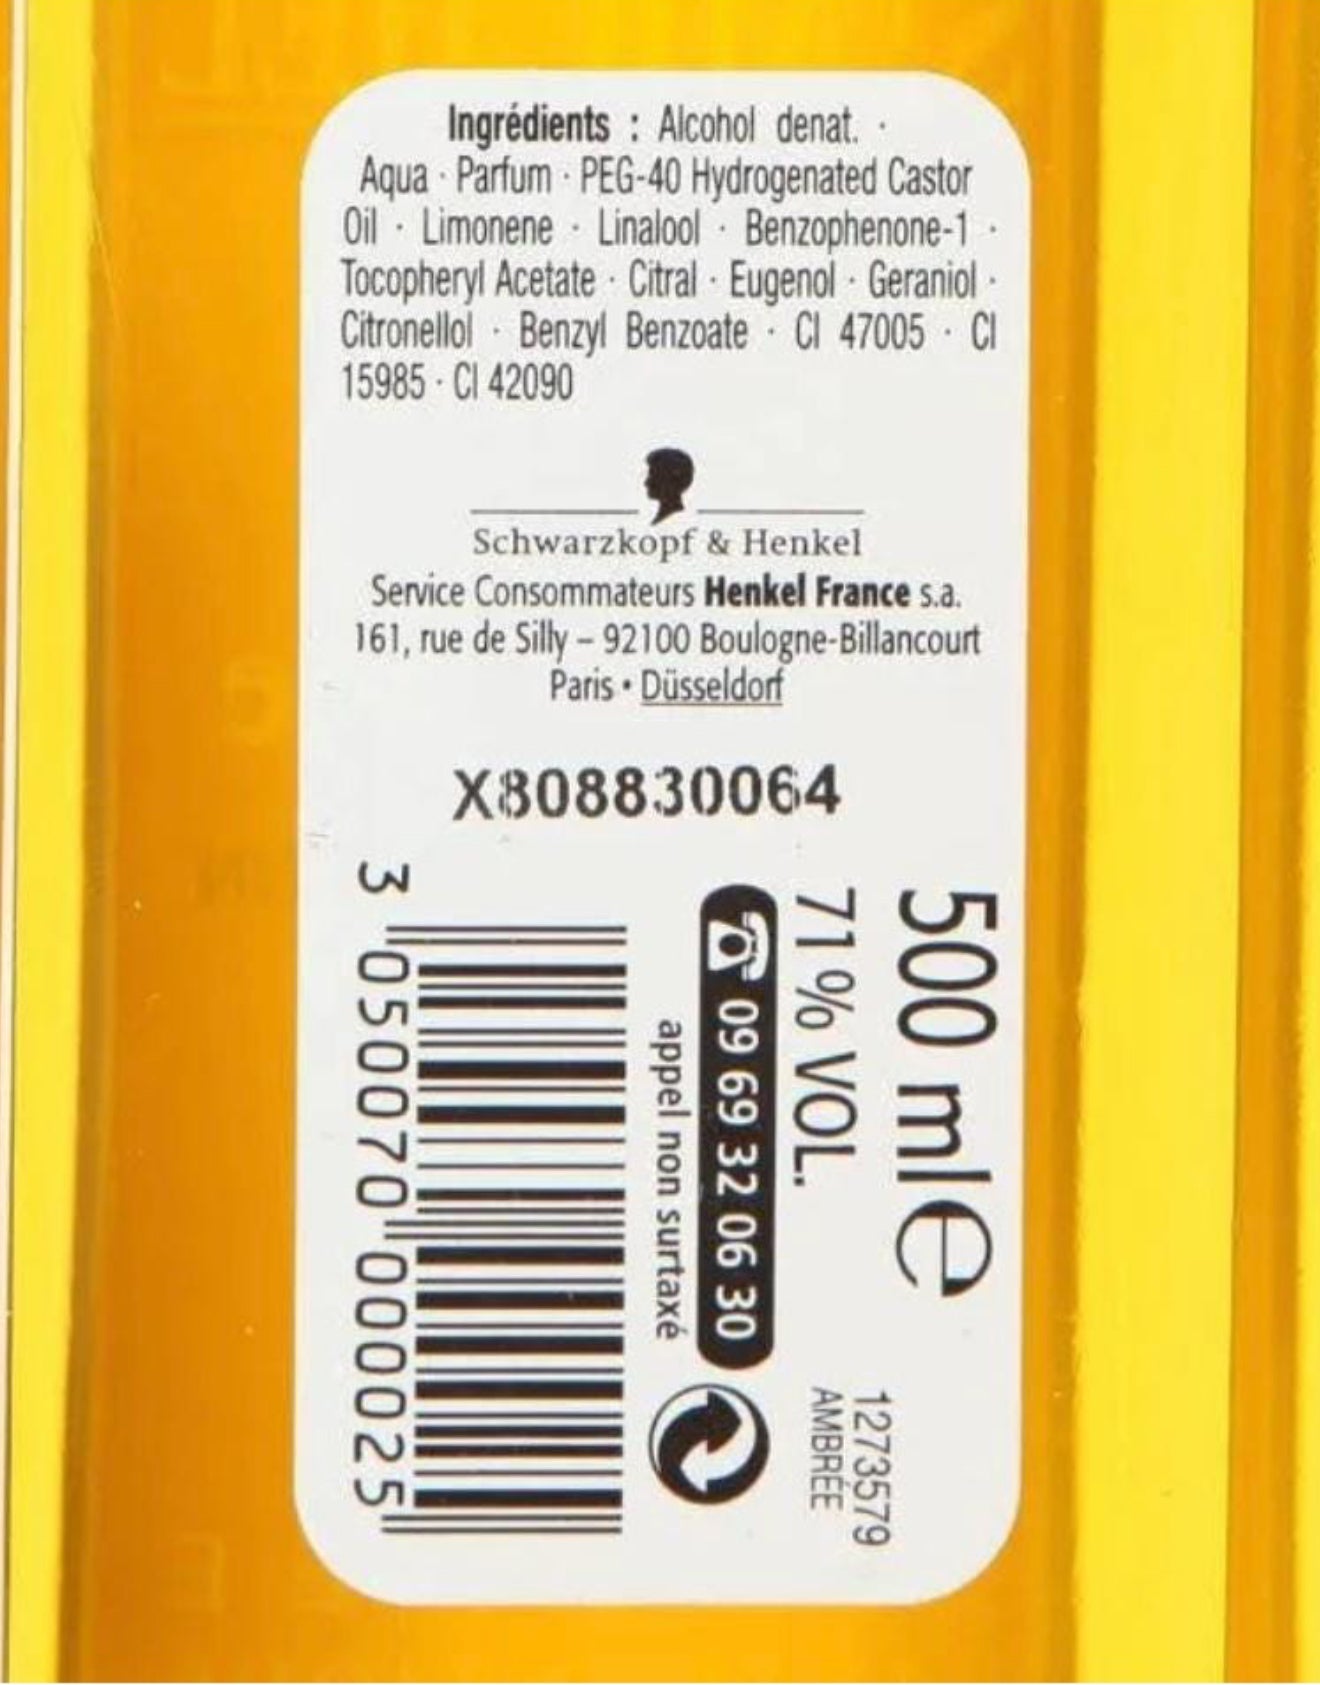 Ingrédients : Alcohol denat. ·
Aqua · Parfum · PEG-40 Hydrogenated Castor
Oil · Limonene · Linalool · Benzophenone-1 ·
Tocopheryl Acetate · Citral · Eugenol · Geraniol ·
Citronellol · Benzyl Benzoate · CI 47005 · CI
15985 · CI 42090
Schwarzkopf & Henkel
Service Consommateurs Henkel France s.a.
161, rue de Silly – 92100 Boulogne-Billancourt
Paris • Düsseldorf
X808830064
500 ml e
71 % VOL.
09 69 32 06 30
appel non surtaxé
3 050070 000025
1273579
AMBRÉE